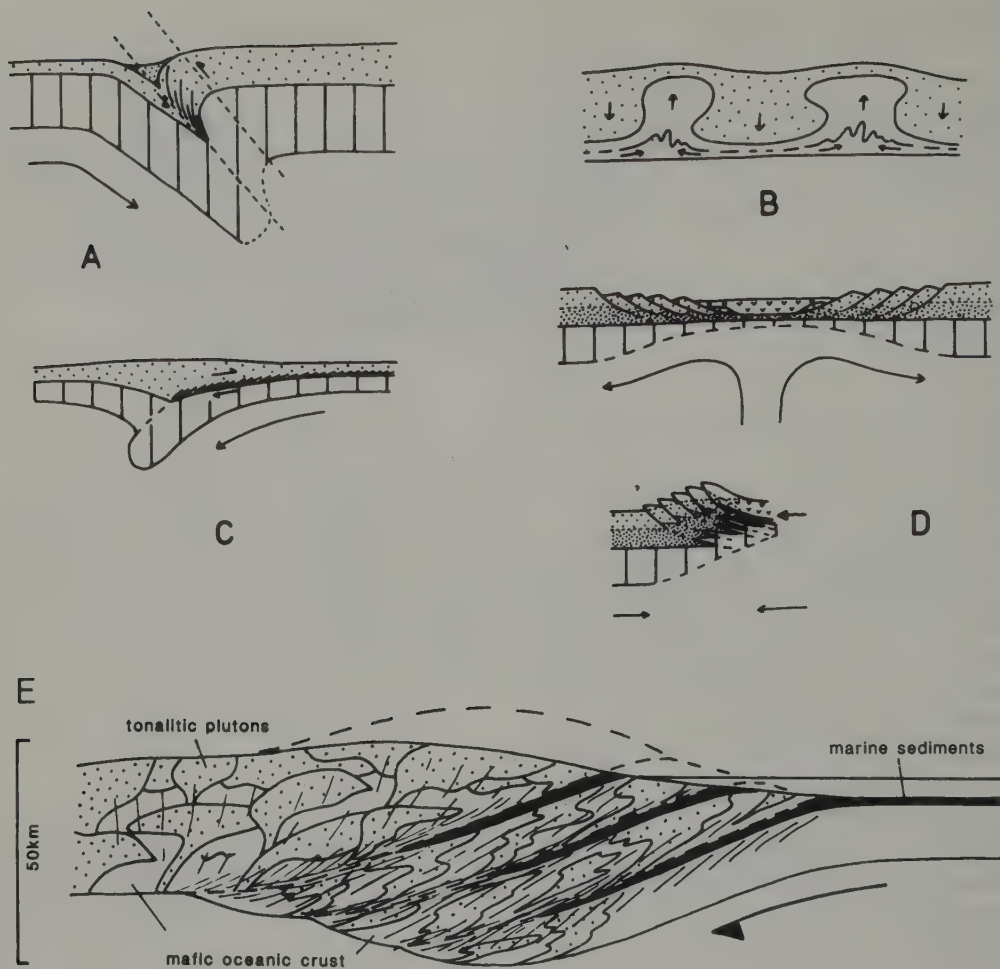 A
B
C
D
E
tonalitic plutons
marine sediments
50km
mafic oceanic crust